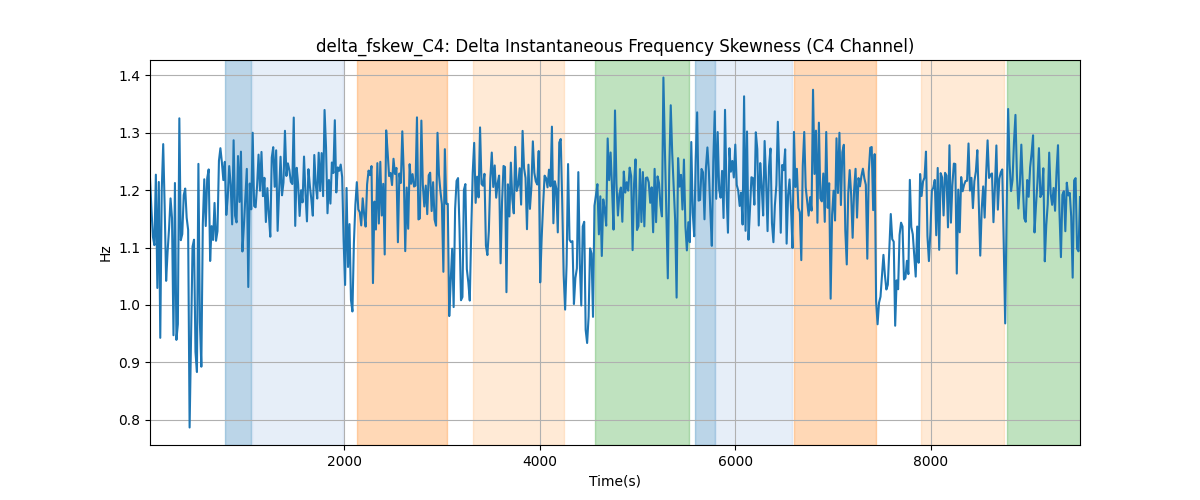 delta_fskew_C4: Delta Instantaneous Frequency Skewness (C4 Channel)
1.4
1.3
1.2
1.1
1.0
0.9
0.8
Hz
2000 4000 6000 8000
Time(s)